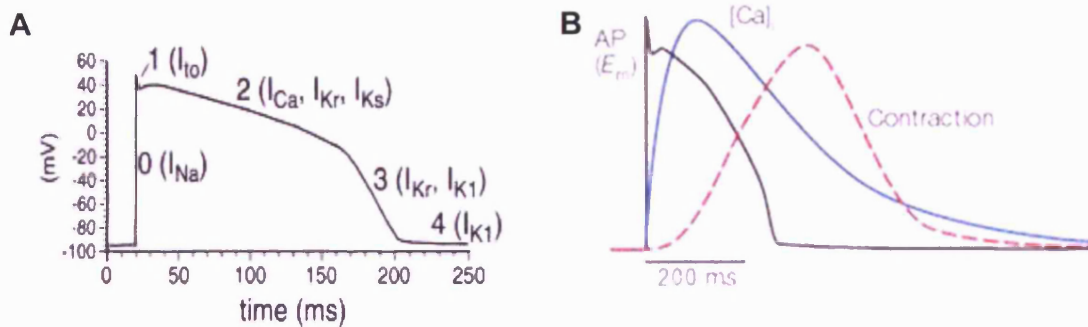 A
60
40
20
0
-20
-40
-60
-80
-100
(mV)
1 (Ito)
2 (ICa, IKr, IKs)
0 (INa)
3 (IKr, IK1)
4 (IK1)
0
50
100
150
200
250
time (ms)
B
AP
(Em)
[Ca]i
Contraction
200 ms